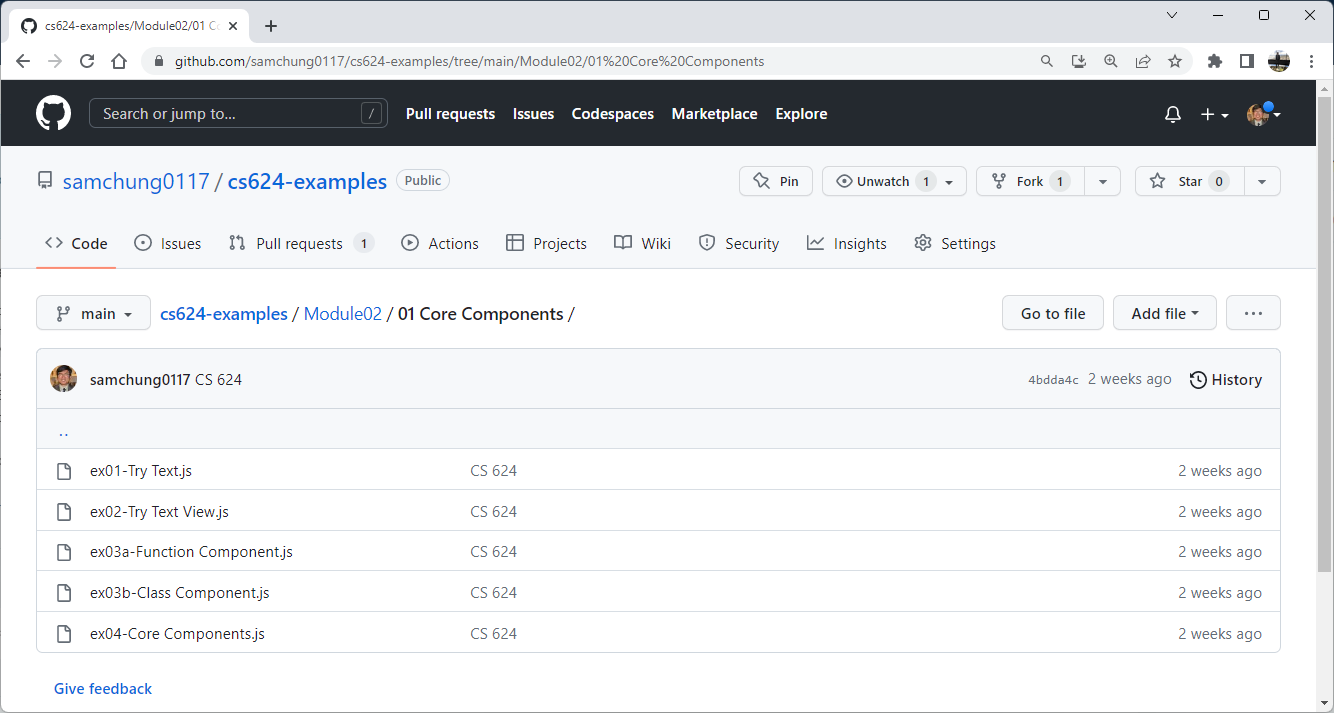 cs624-examples/Module02/01 Co
github.com/samchung0117/cs624-examples/tree/main/Module02/01%20Core%20Components
Search or jump to... / Pull requests Issues Codespaces Marketplace Explore
samchung0117 / cs624-examples Public Pin Unwatch 1 Fork 1 Star 0
Code Issues Pull requests 1 Actions Projects Wiki Security Insights Settings
main cs624-examples / Module02 / 01 Core Components / Go to file Add file ...
samchung0117 CS 624 4bdda4c 2 weeks ago History
..
ex01-Try Text.js CS 624 2 weeks ago
ex02-Try Text View.js CS 624 2 weeks ago
ex03a-Function Component.js CS 624 2 weeks ago
ex03b-Class Component.js CS 624 2 weeks ago
ex04-Core Components.js CS 624 2 weeks ago
Give feedback